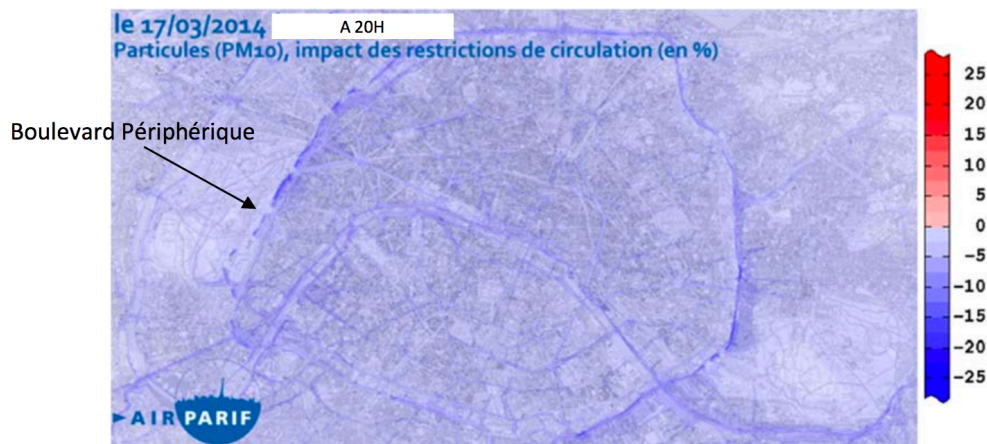 le 17/03/2014 A 20H
Particules (PM10), impact des restrictions de circulation (en %)
Boulevard Périphérique
25
20
15
10
5
0
−5
−10
−15
−20
−25
AIRPARIF